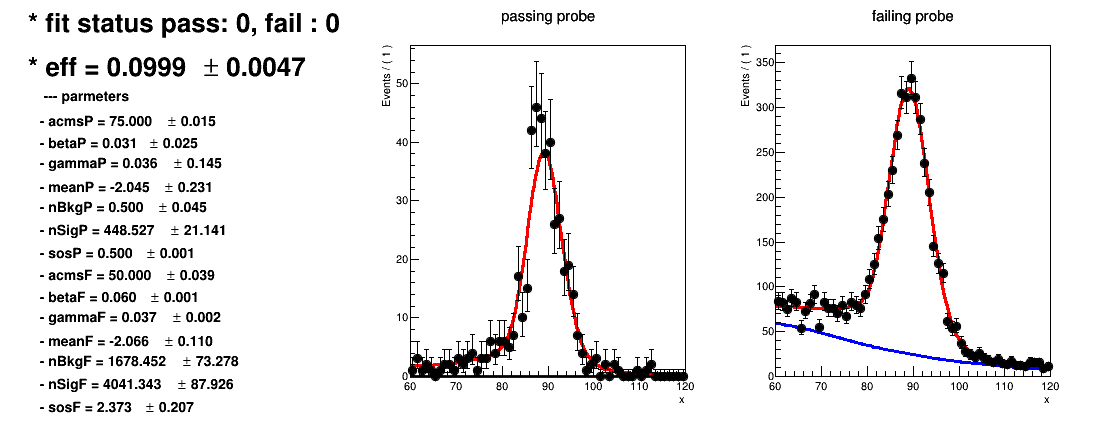 * fit status pass: 0, fail : 0
* eff = 0.0999 ± 0.0047
--- parmeters
- acmsP = 75.000 ± 0.015
- betaP = 0.031 ± 0.025
- gammaP = 0.036 ± 0.145
- meanP = -2.045 ± 0.231
- nBkgP = 0.500 ± 0.045
- nSigP = 448.527 ± 21.141
- sosP = 0.500 ± 0.001
- acmsF = 50.000 ± 0.039
- betaF = 0.060 ± 0.001
- gammaF = 0.037 ± 0.002
- meanF = -2.066 ± 0.110
- nBkgF = 1678.452 ± 73.278
- nSigF = 4041.343 ± 87.926
- sosF = 2.373 ± 0.207
passing probe
Events / ( 1 )
50
40
30
20
10
0
60 70 80 90 100 110 120
x
failing probe
Events / ( 1 )
350
300
250
200
150
100
50
0
60 70 80 90 100 110 120
x